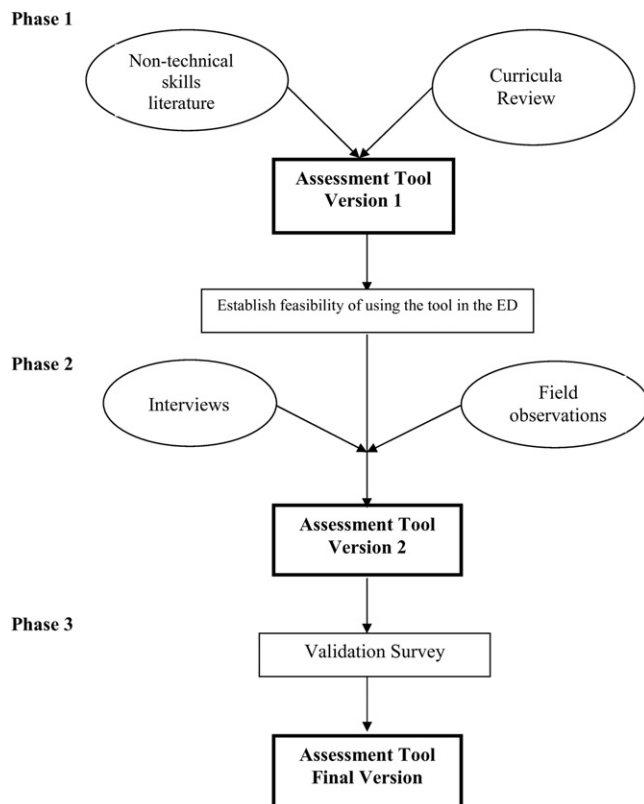 Phase 1
Non-technical
skills
literature
Curricula
Review
Assessment Tool
Version 1
Establish feasibility of using the tool in the ED
Phase 2
Interviews
Field
observations
Assessment Tool
Version 2
Phase 3
Validation Survey
Assessment Tool
Final Version